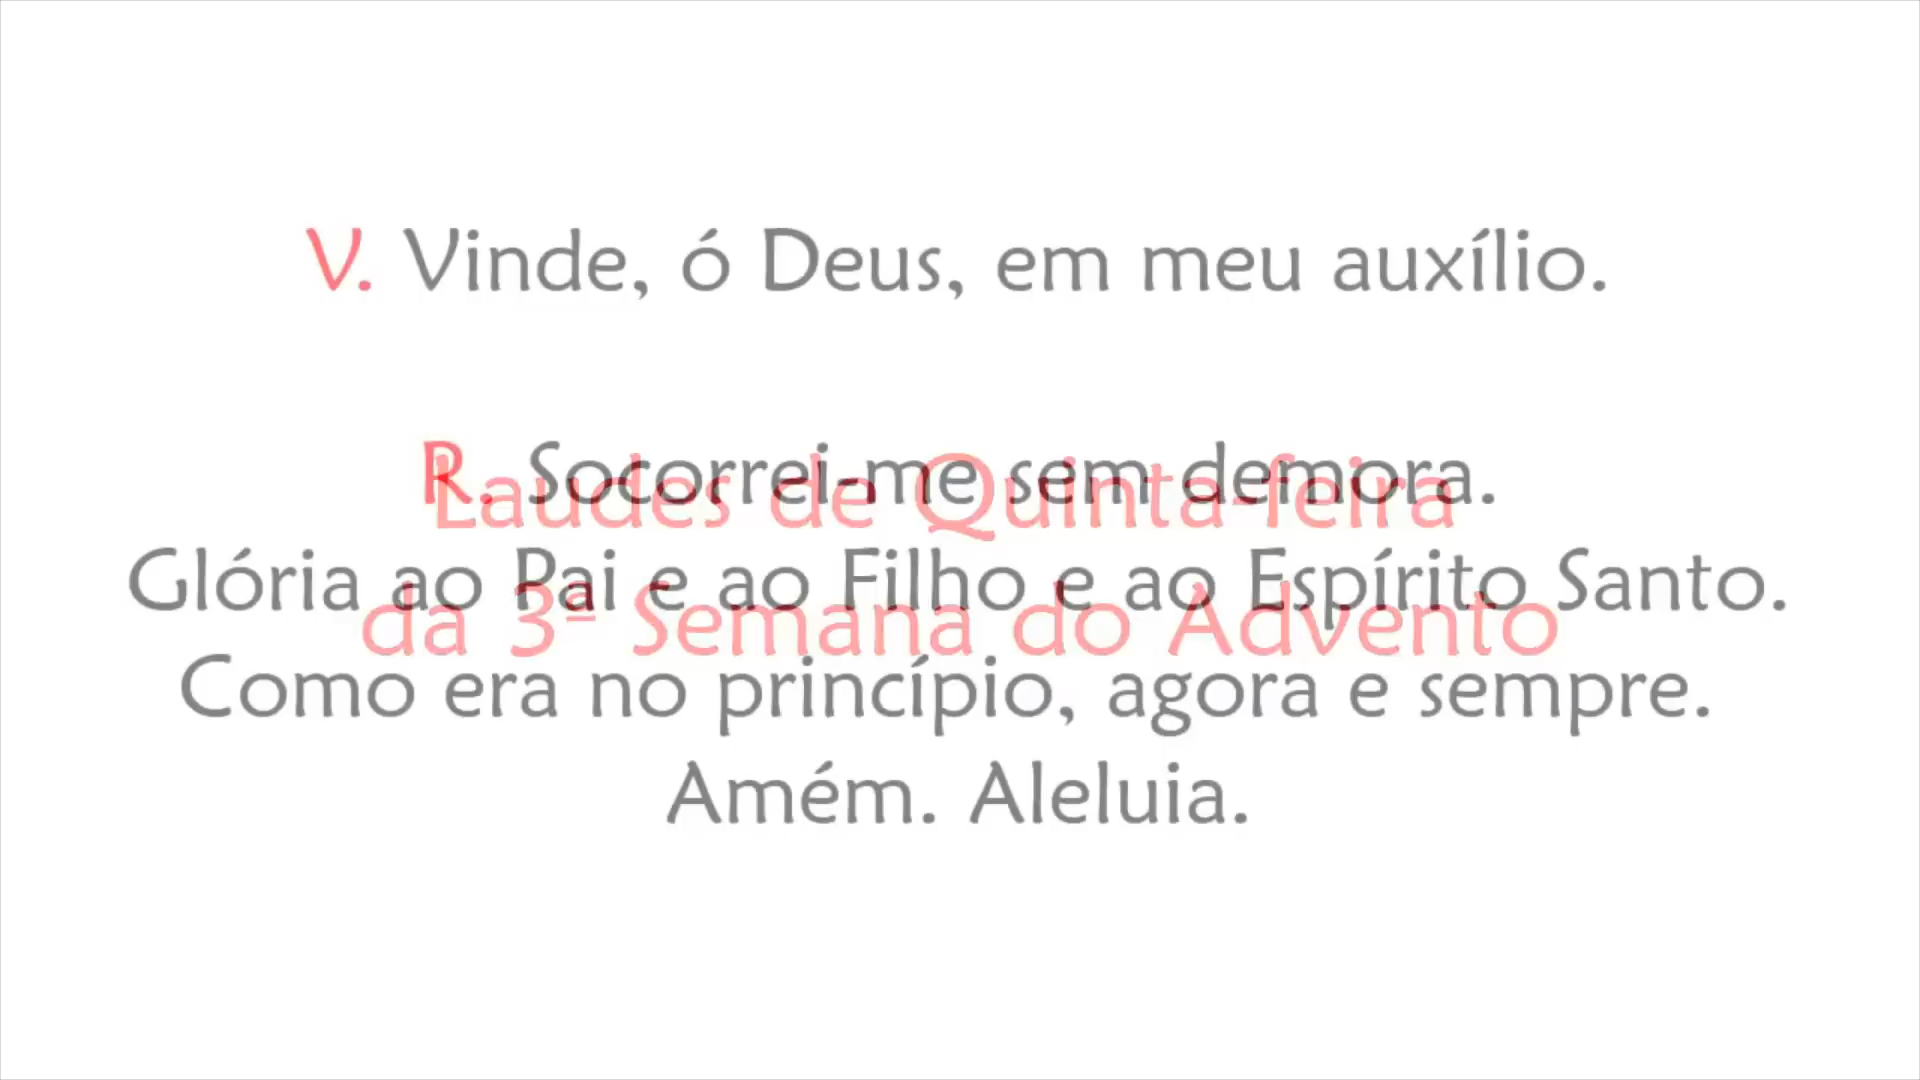 V. Vinde, ó Deus, em meu auxílio.
R. Socorrei-me sem demora.
Laudes de Quinta-feira
Glória ao Pai e ao Filho e ao Espírito Santo.
da 3ª Semana do Advento
Como era no princípio, agora e sempre.
Amém. Aleluia.